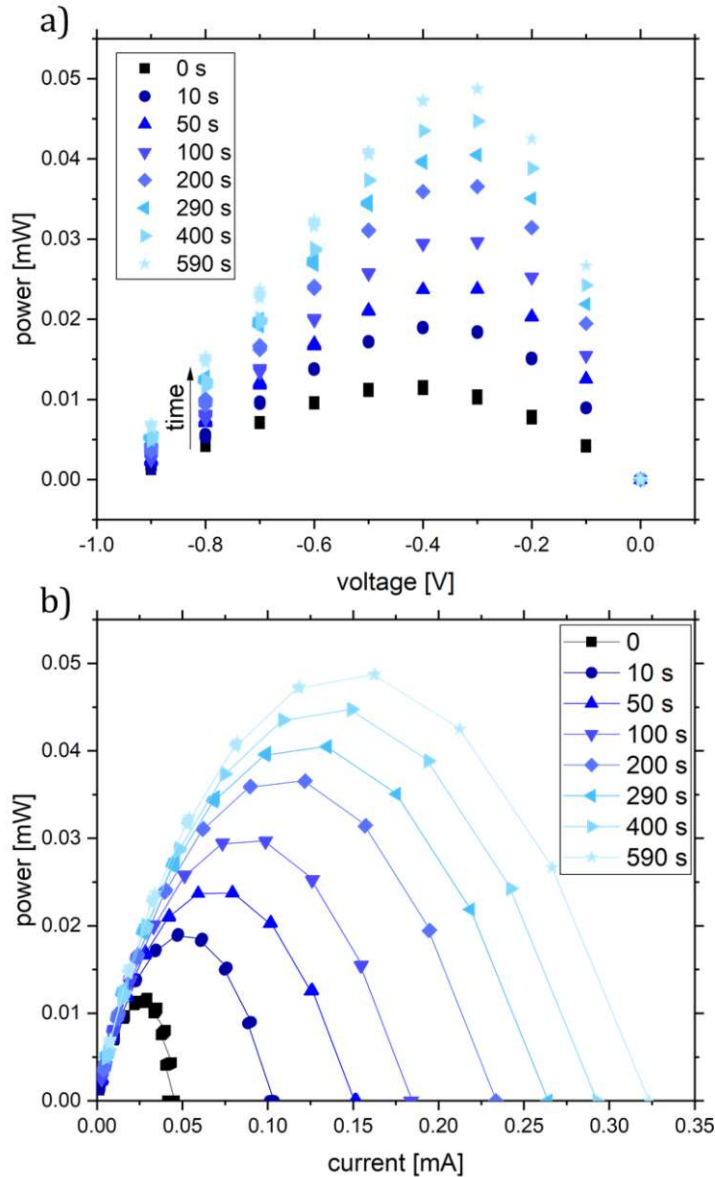 a)
0.05
0.04
0.03
0.02
0.01
0.00
power [mW]
0 s
10 s
50 s
100 s
200 s
290 s
400 s
590 s
time
-1.0 -0.8 -0.6 -0.4 -0.2 0.0
voltage [V]
b)
0.05
0.04
0.03
0.02
0.01
0.00
power [mW]
0
10 s
50 s
100 s
200 s
290 s
400 s
590 s
0.00 0.05 0.10 0.15 0.20 0.25 0.30 0.35
current [mA]